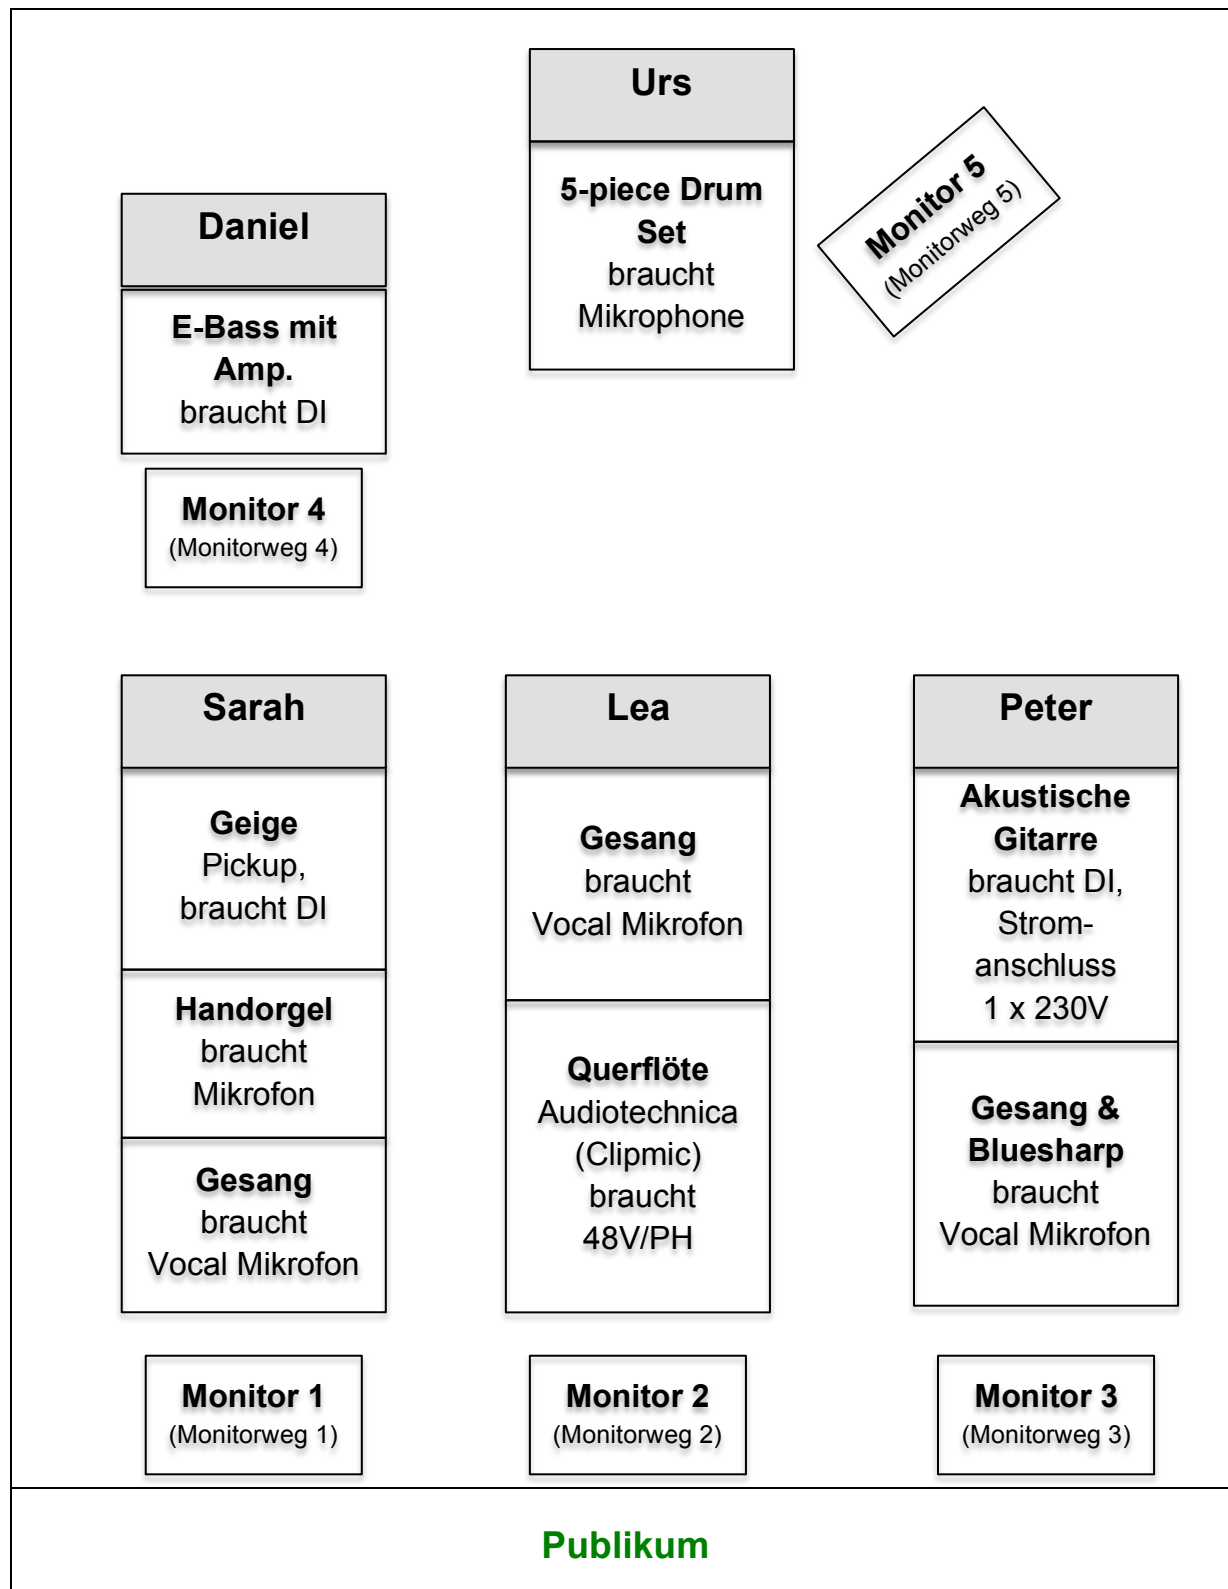 Urs
5-piece Drum
Set
braucht
Mikrophone
Monitor 5
(Monitorweg 5)
Daniel
E-Bass mit
Amp.
braucht DI
Monitor 4
(Monitorweg 4)
Sarah
Geige
Pickup,
braucht DI
Handorgel
braucht
Mikrofon
Gesang
braucht
Vocal Mikrofon
Monitor 1
(Monitorweg 1)
Lea
Gesang
braucht
Vocal Mikrofon
Querflöte
Audiotechnica
(Clipmic)
braucht
48V/PH
Monitor 2
(Monitorweg 2)
Peter
Akustische
Gitarre
braucht DI,
Strom-
anschluss
1 x 230V
Gesang &
Bluesharp
braucht
Vocal Mikrofon
Monitor 3
(Monitorweg 3)
Publikum